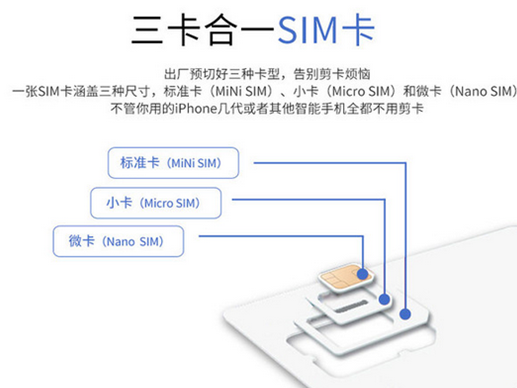 三卡合一SIM卡
出厂预切好三种卡型，告别剪卡烦恼
一张SIM卡涵盖三种尺寸，标准卡（MiNi SIM）、小卡（Micro SIM）和微卡（Nano SIM）
不管你用的iPhone几代或者其他智能手机全都不用剪卡
标准卡（MiNi SIM）
小卡（Micro SIM）
微卡（Nano SIM）